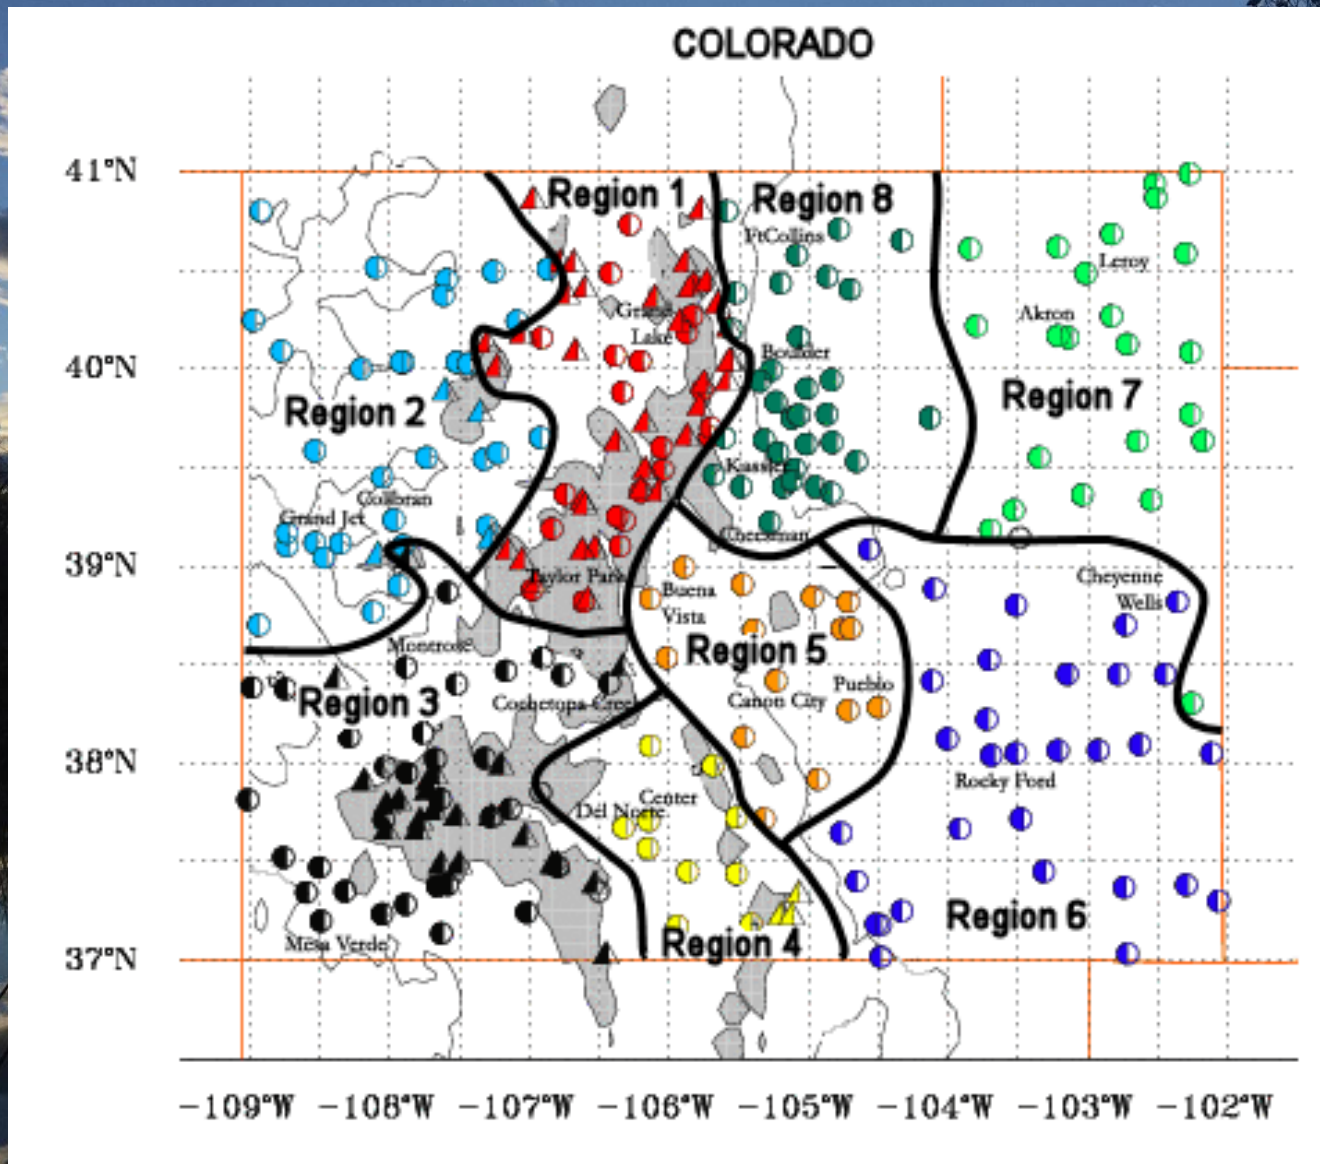 COLORADO
41°N
Region 1
Region 8
FtCollins
Leroy
Grand
Lake
Akron
40°N
Boulder
Region 2
Region 7
Kassler
Collbran
Grand Jct
Cheesman
39°N
Taylor Park
Buena
Vista
Cheyenne
Wells
Montrose
Region 5
Region 3
Cochetopa Creek
Canon City
Pueblo
38°N
Rocky Ford
Center
Del Norte
Region 6
Mesa Verde
Region 4
37°N
-109°W -108°W -107°W -106°W -105°W -104°W -103°W -102°W